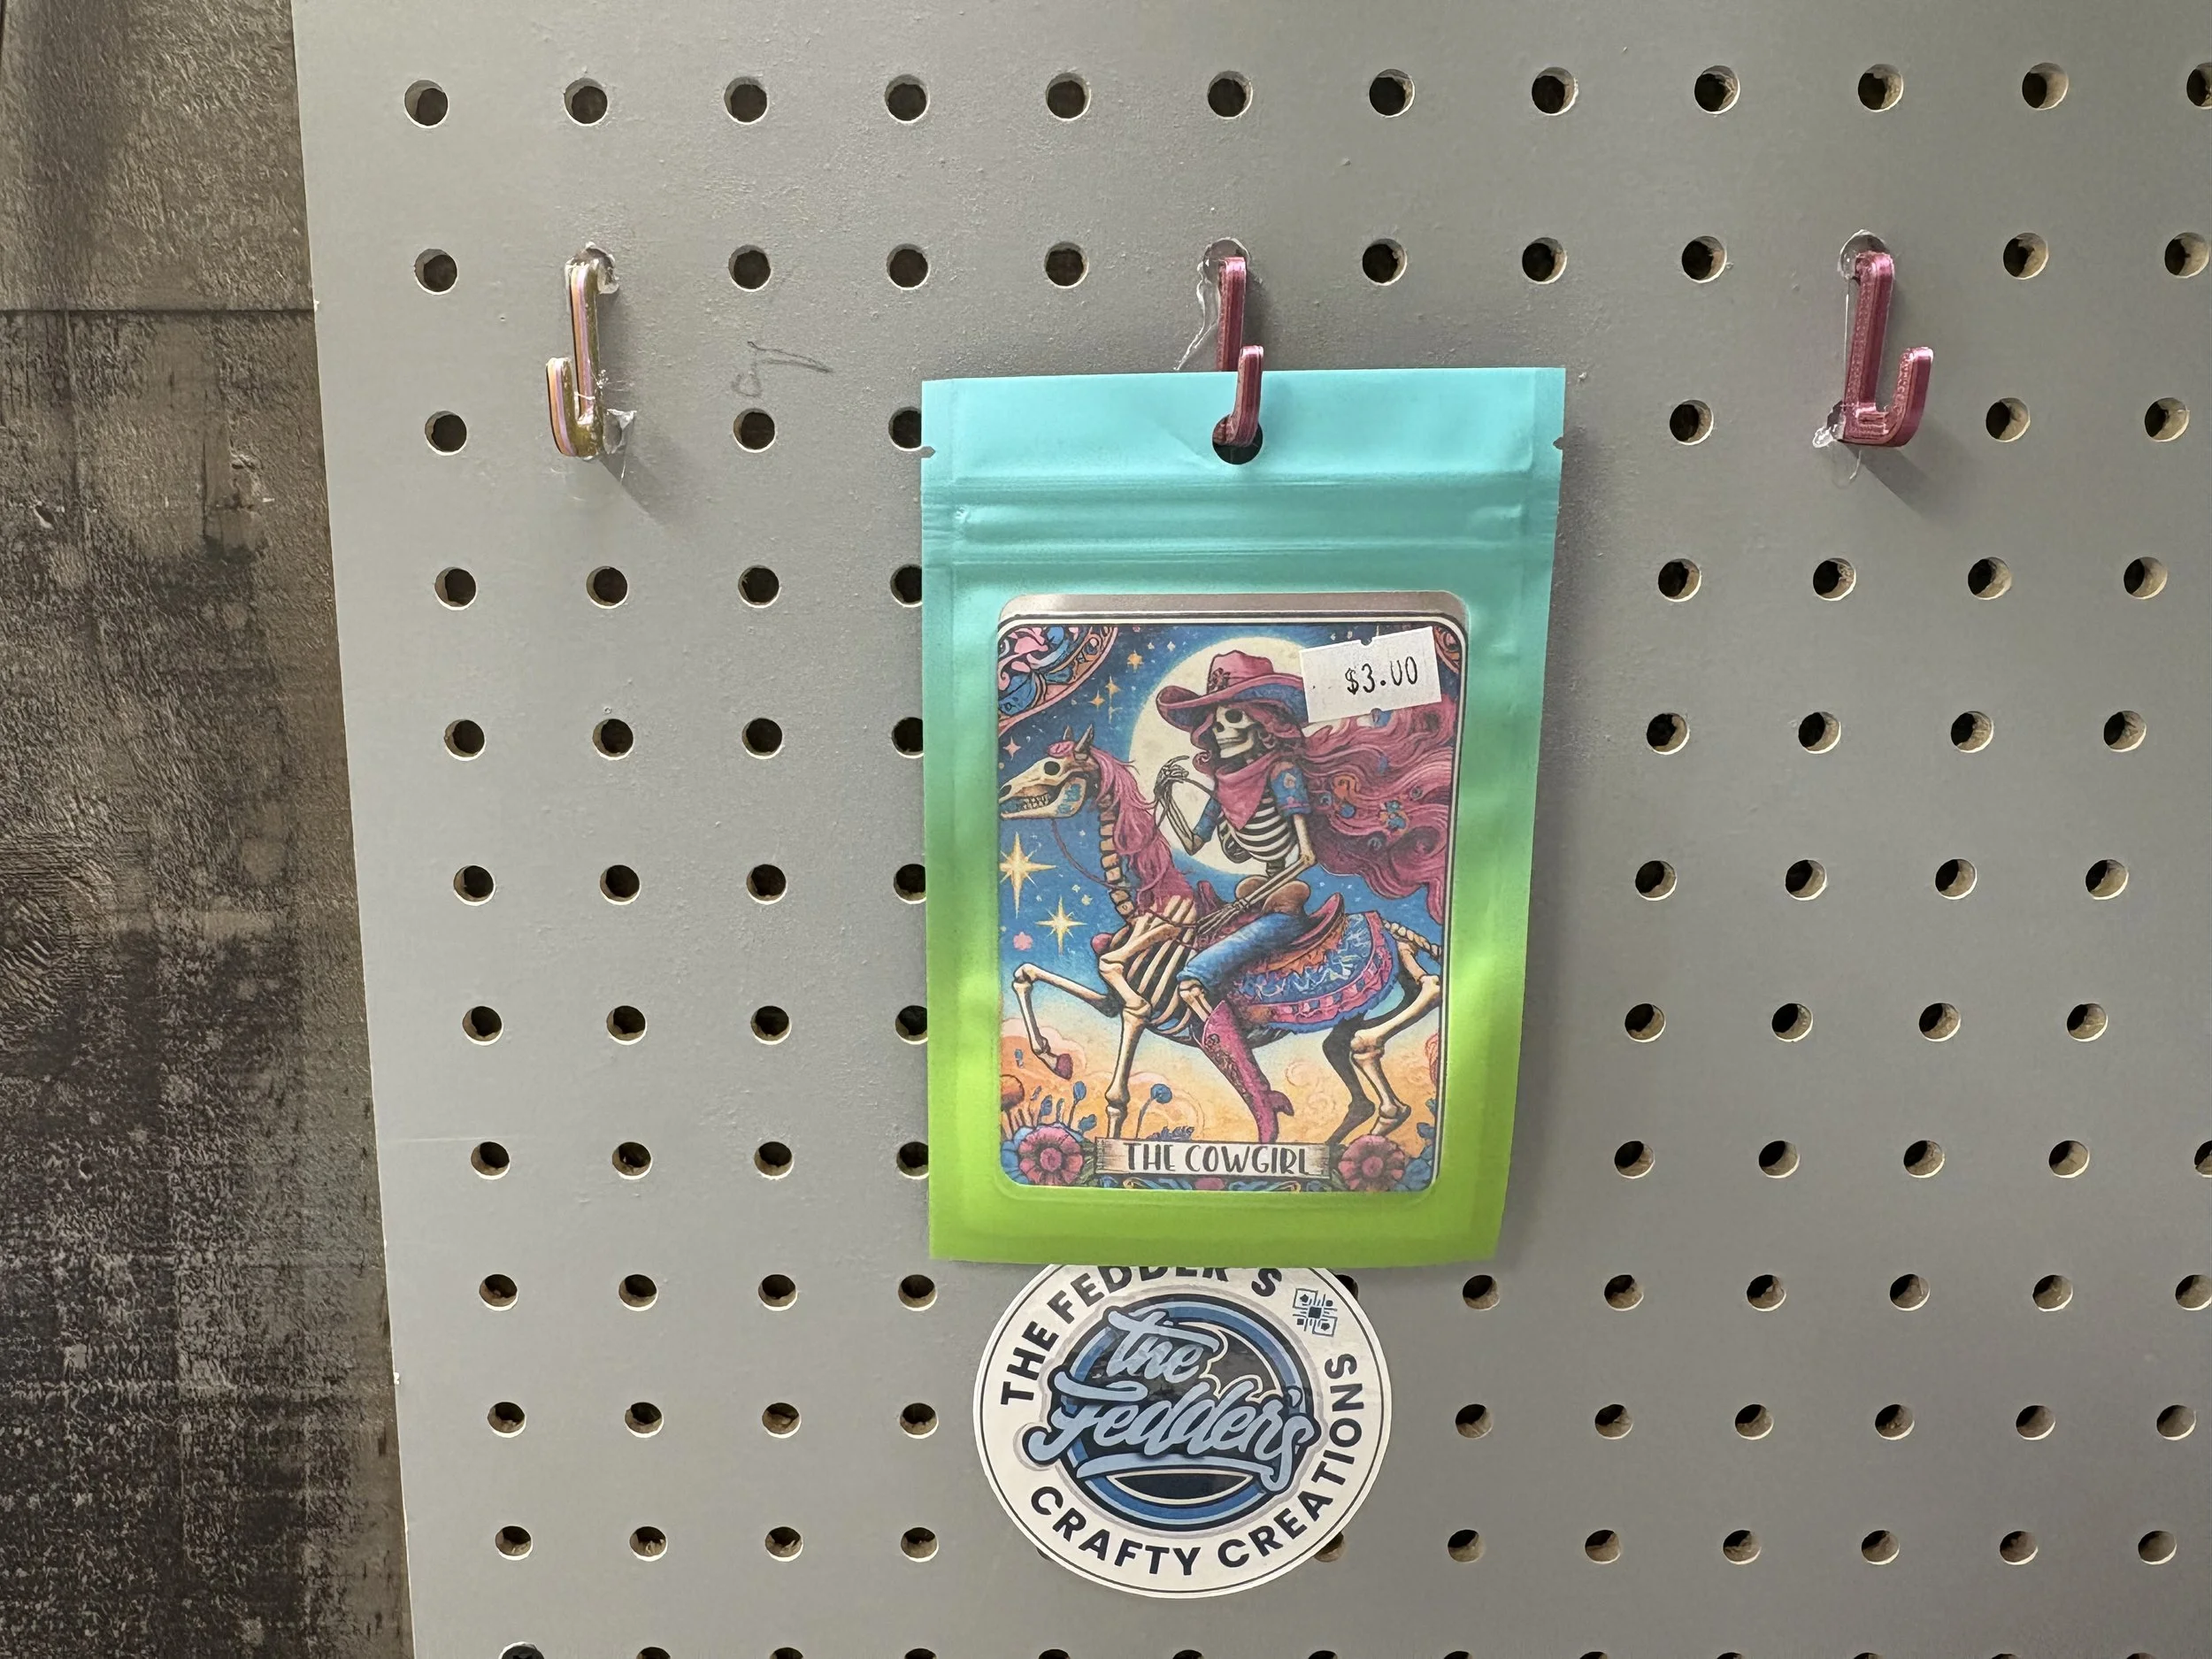 $3.00
THE COWGIRL
THE FEDDER'S
the
Fedder's
CRAFTY CREATIONS